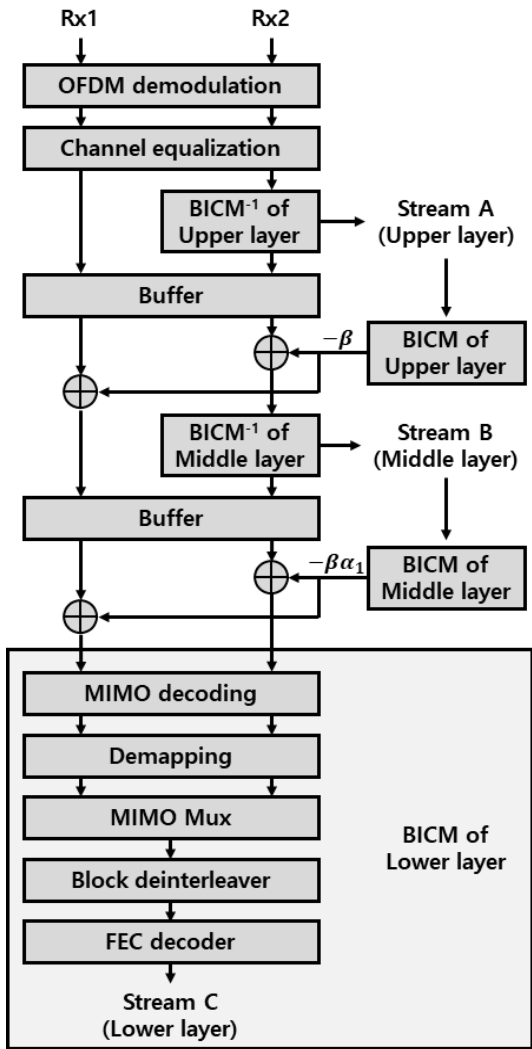 Rx1 Rx2
OFDM demodulation
Channel equalization
BICM⁻¹ of
Upper layer
Stream A
(Upper layer)
Buffer
−β
BICM of
Upper layer
BICM⁻¹ of
Middle layer
Stream B
(Middle layer)
Buffer
−βα₁
BICM of
Middle layer
MIMO decoding
Demapping
MIMO Mux
BICM of
Lower layer
Block deinterleaver
FEC decoder
Stream C
(Lower layer)